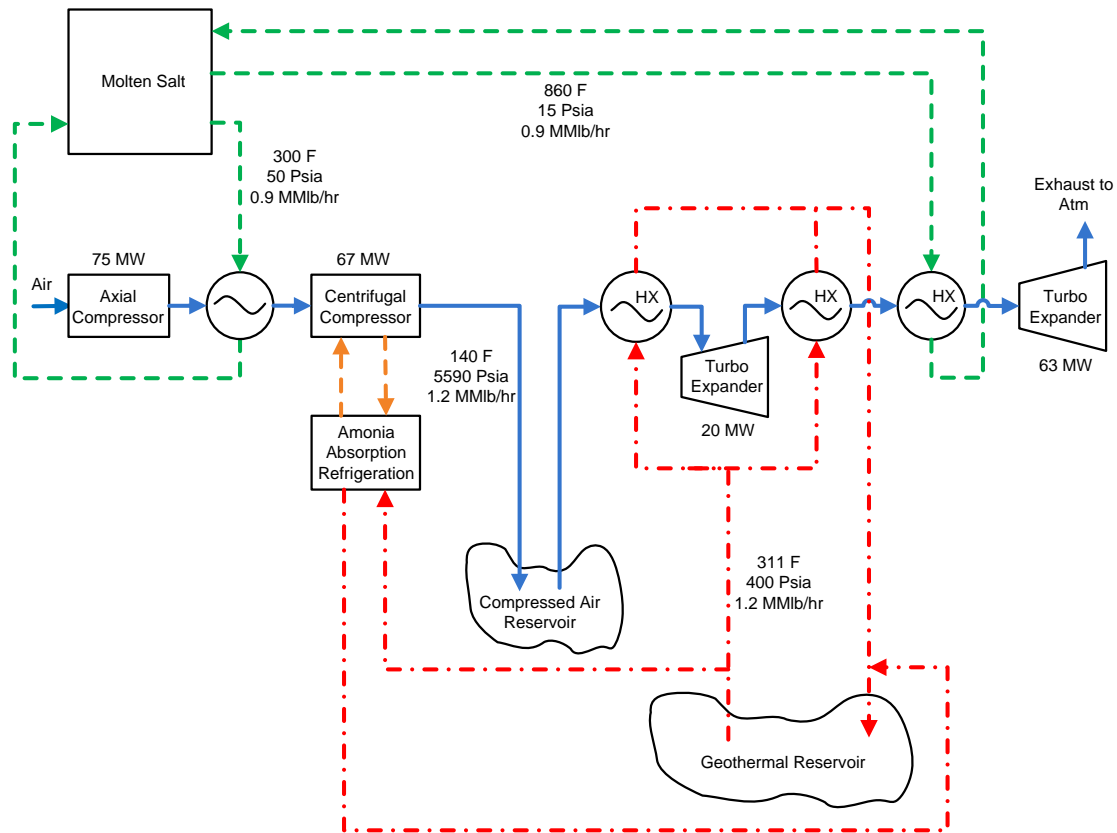 Molten Salt
860 F
15 Psia
0.9 MMlb/hr
300 F
50 Psia
0.9 MMlb/hr
Exhaust to
Atm
75 MW
67 MW
Air
Axial
Compressor
Centrifugal
Compressor
HX
HX
HX
Turbo
Expander
63 MW
140 F
5590 Psia
1.2 MMlb/hr
Turbo
Expander
20 MW
Amonia
Absorption
Refrigeration
311 F
400 Psia
1.2 MMlb/hr
Compressed Air
Reservoir
Geothermal Reservoir